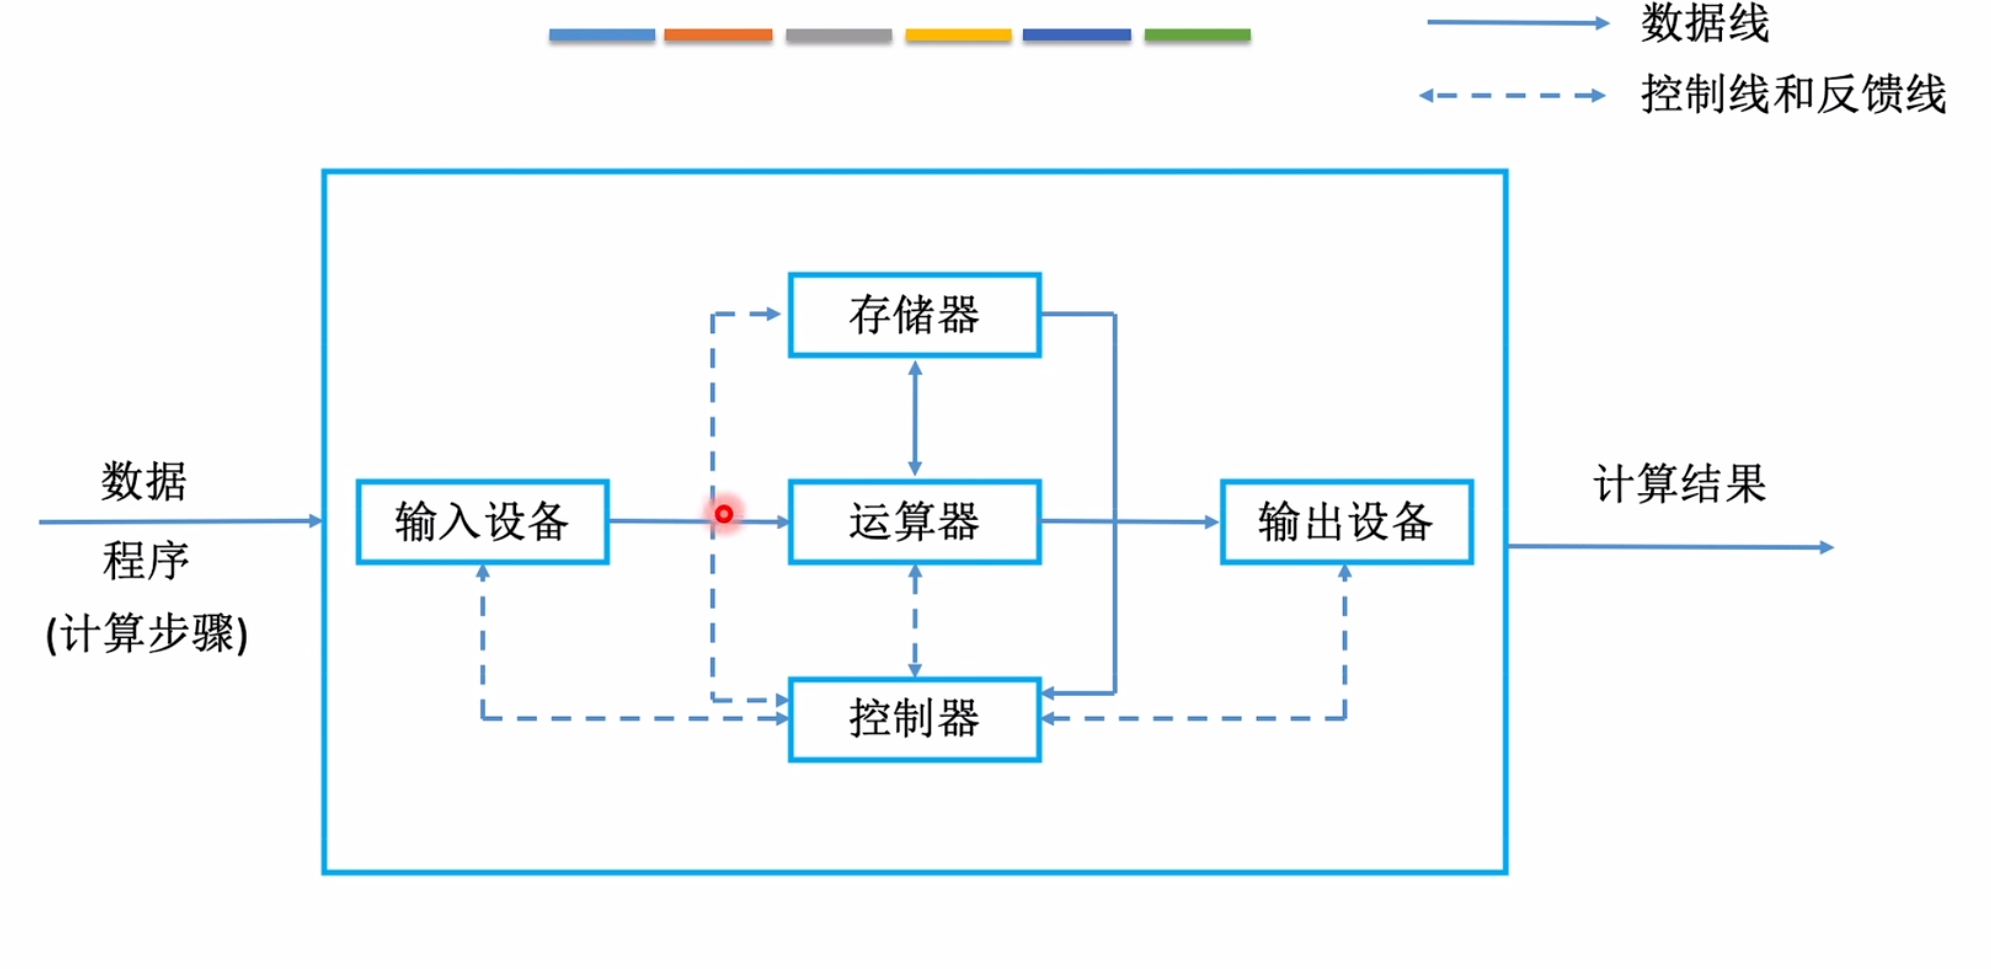 数据线
控制线和反馈线
存储器
数据
程序
(计算步骤)
输入设备
运算器
输出设备
计算结果
控制器